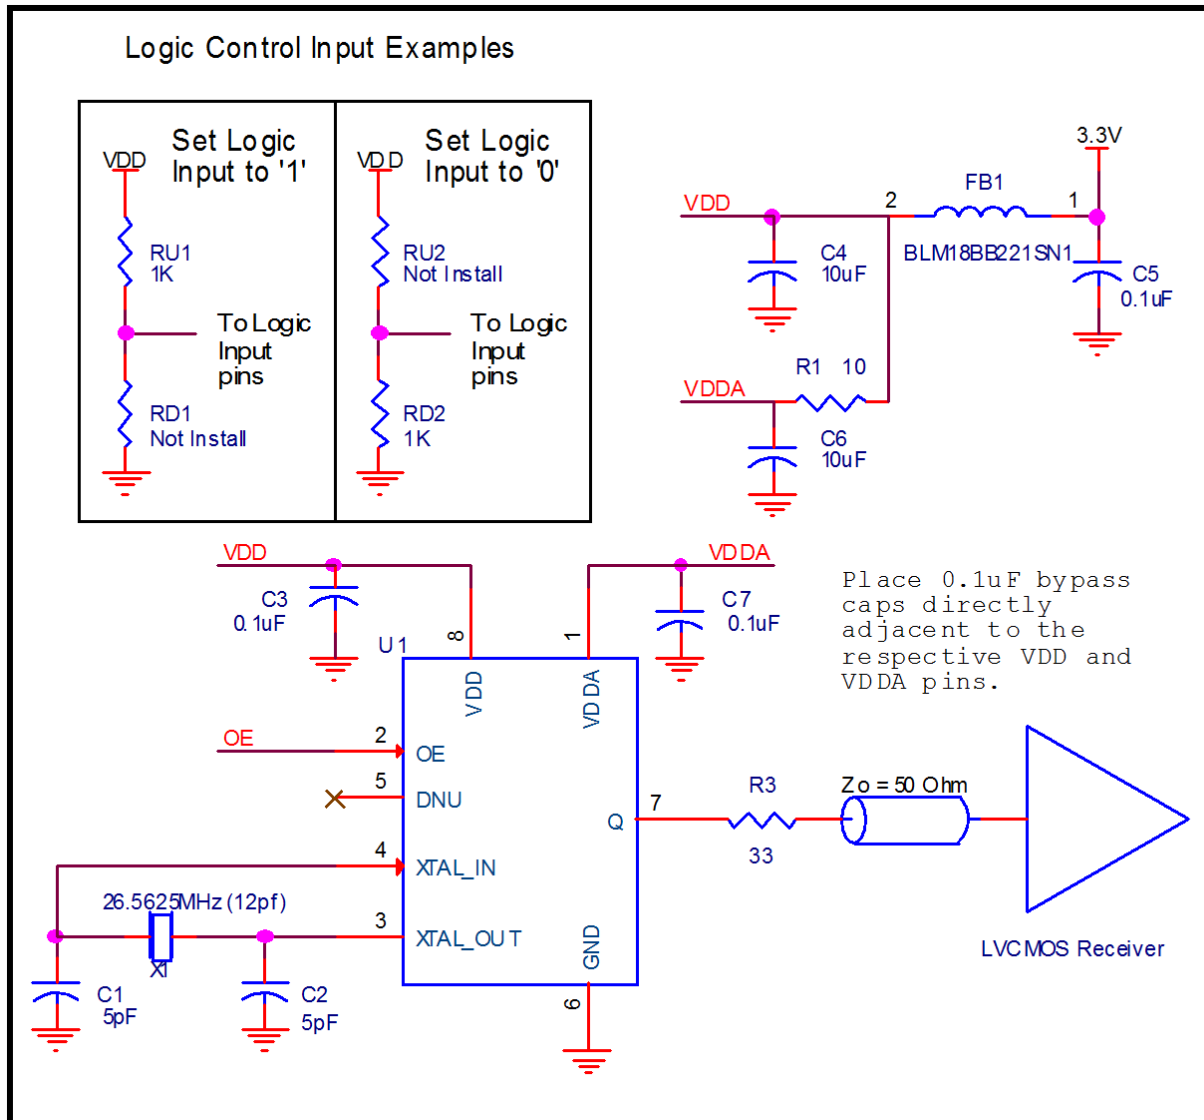 Logic Control Input Examples
VDD
Set Logic
Input to '1'
RU1
1K
To Logic
Input
pins
RD1
Not Install
VDD
Set Logic
Input to '0'
RU2
Not Install
To Logic
Input
pins
RD2
1K
3.3V
VDD
2
FB1
1
BLM18BB221SN1
C4
10uF
C5
0.1uF
R1 10
VDDA
C6
10uF
VDD
VDDA
C3
0.1uF
C7
0.1uF
Place 0.1uF bypass
caps directly
adjacent to the
respective VDD and
VDDA pins.
U1
8
1
VDD
VDDA
OE
2
OE
5
DNU
4
XTAL_IN
3
XTAL_OUT
Q
7
GND
6
R3
33
Zo = 50 Ohm
LVCMOS Receiver
26.5625MHz (12pf)
X1
C1
5pF
C2
5pF